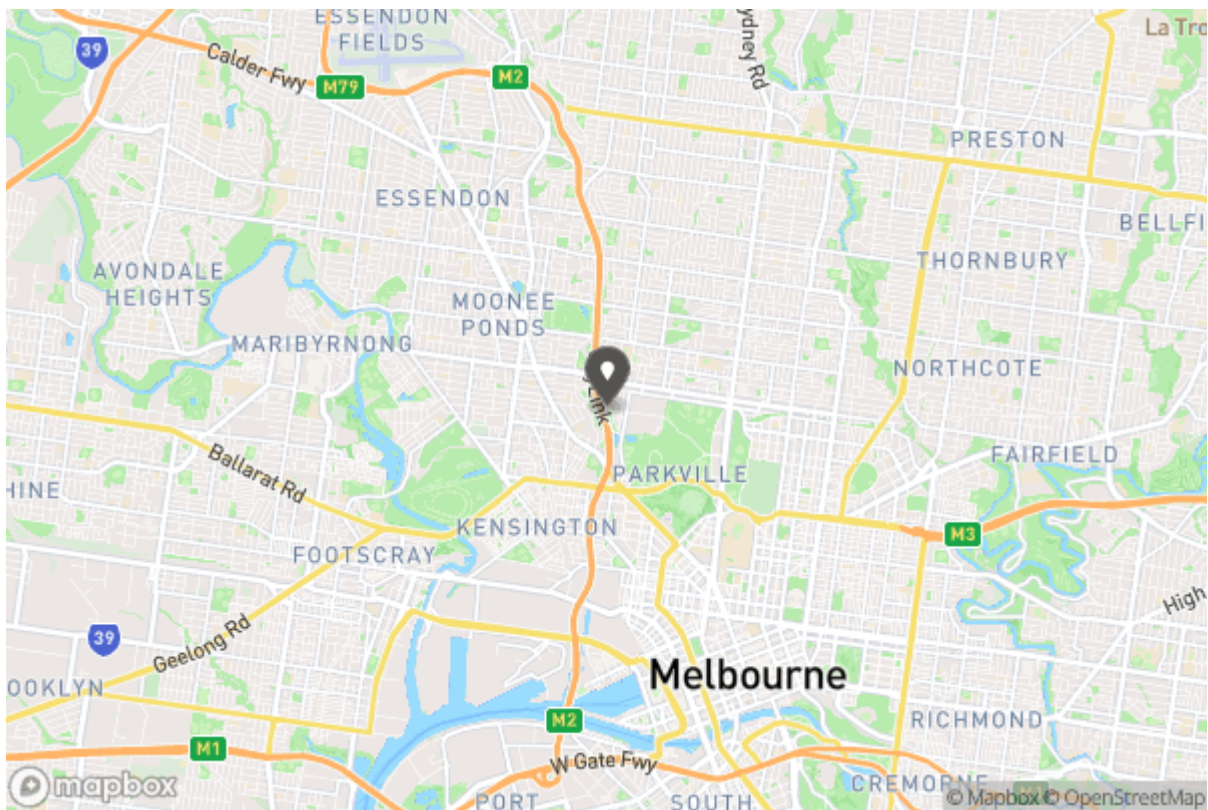 ESSENDON
FIELDS
ydney Rd
La Tro
39
Calder Fwy
M79
M2
PRESTON
ESSENDON
BELLFI
THORNBURY
AVONDALE
HEIGHTS
MOONEE
PONDS
MARIBYRNONG
NORTHCOTE
yLink
FAIRFIELD
Ballarat Rd
PARKVILLE
HINE
KENSINGTON
M3
FOOTSCRAY
High
39
Geelong Rd
Melbourne
OOKLYN
M2
RICHMOND
M1
W Gate Fwy
CREMORNE
mapbox
PORT
SOUTH
© Mapbox © OpenStreetMap